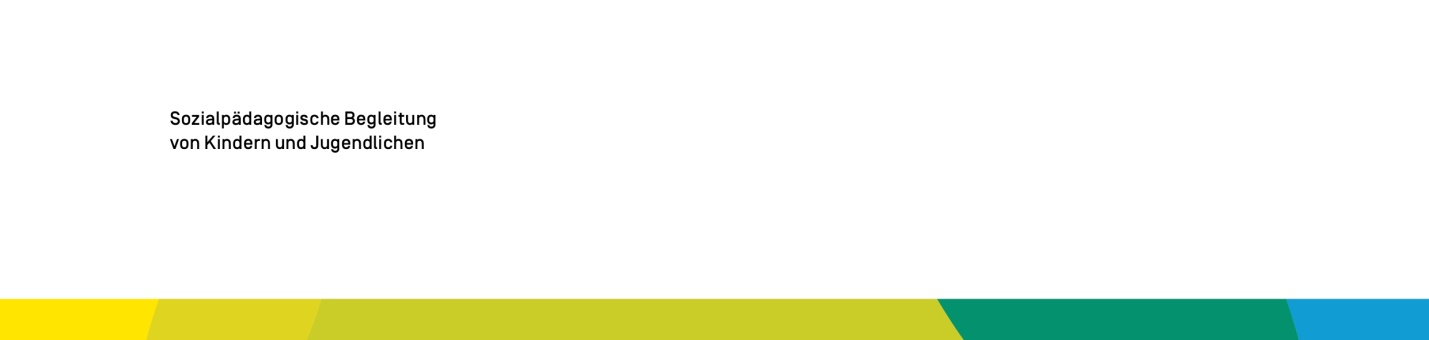 Sozialpädagogische Begleitung
von Kindern und Jugendlichen